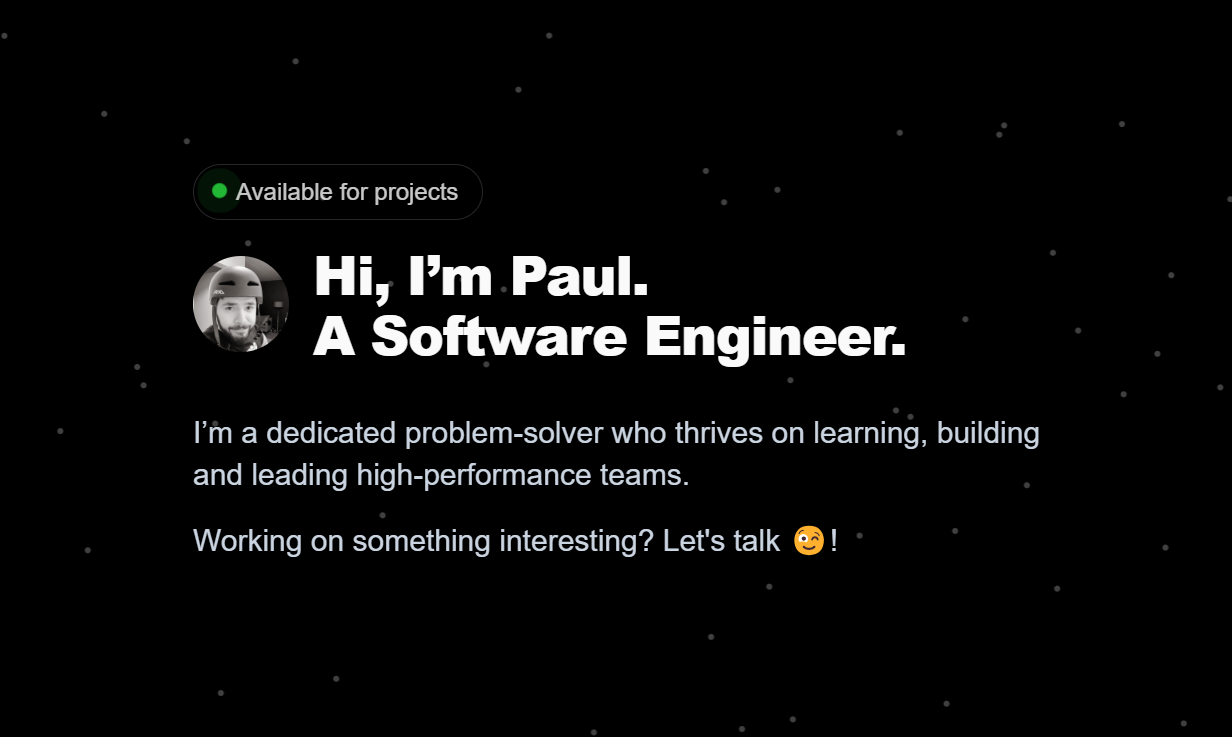 Available for projects
Hi, I’m Paul.
A Software Engineer.
I’m a dedicated problem-solver who thrives on learning, building
and leading high-performance teams.
Working on something interesting? Let's talk 😉!